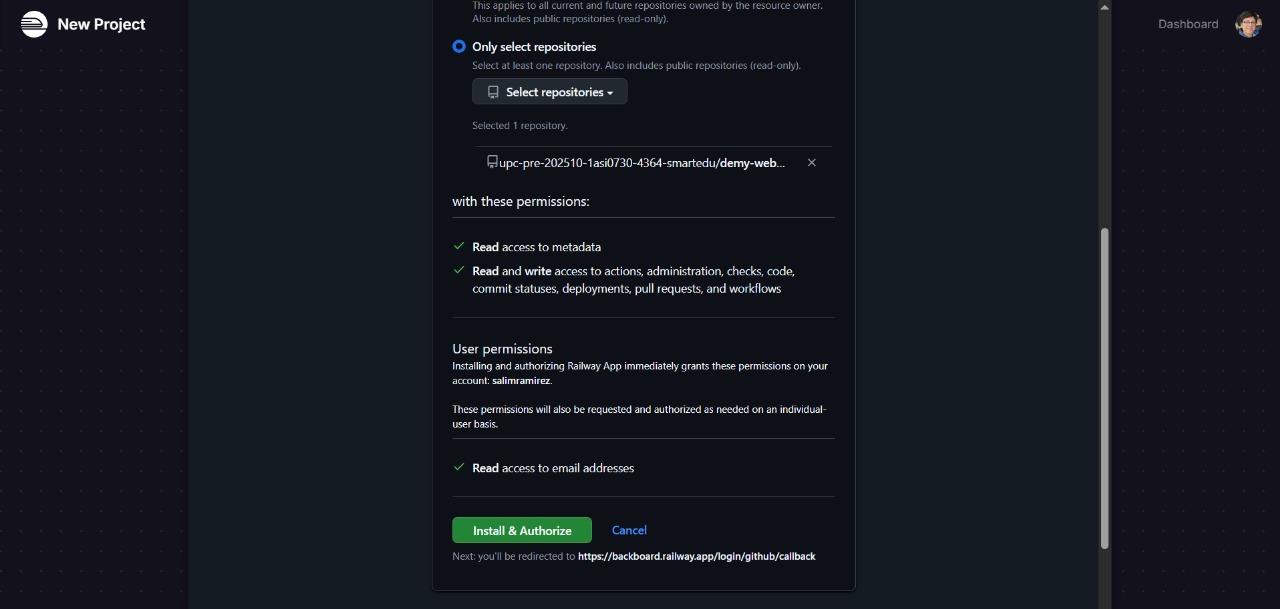 New Project
Dashboard
This applies to all current and future repositories owned by the resource owner.
Also includes public repositories (read-only).
Only select repositories
Select at least one repository. Also includes public repositories (read-only).
Select repositories
Selected 1 repository.
upc-pre-202510-1asi0730-4364-smartedu/demy-web...
with these permissions:
Read access to metadata
Read and write access to actions, administration, checks, code,
commit statuses, deployments, pull requests, and workflows
User permissions
Installing and authorizing Railway App immediately grants these permissions on your
account: salimramirez.
These permissions will also be requested and authorized as needed on an individual-
user basis.
Read access to email addresses
Install & Authorize
Cancel
Next: you'll be redirected to https://backboard.railway.app/login/github/callback